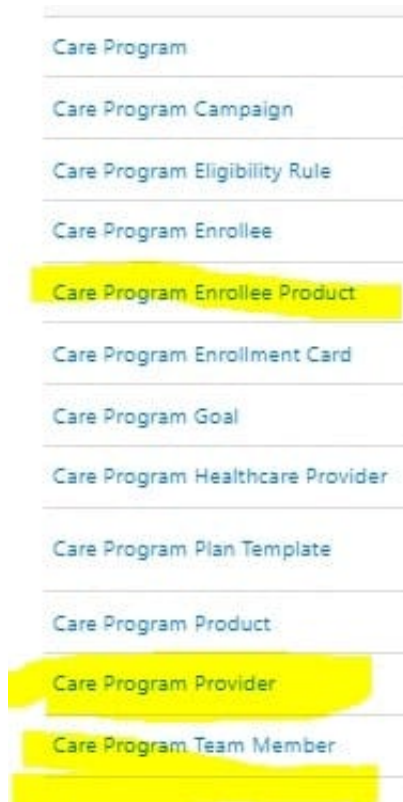 Care Program
Care Program Campaign
Care Program Eligibility Rule
Care Program Enrollee
Care Program Enrollee Product
Care Program Enrollment Card
Care Program Goal
Care Program Healthcare Provider
Care Program Plan Template
Care Program Product
Care Program Provider
Care Program Team Member